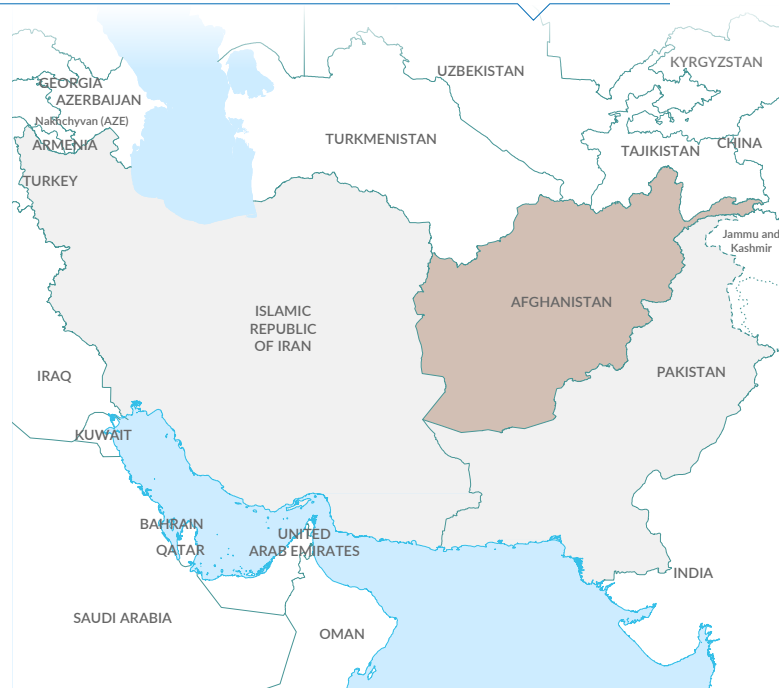 KYRGYZSTAN
UZBEKISTAN
GEORGIA
AZERBAIJAN
Nakhchyvan (AZE)
TURKMENISTAN
ARMENIA
CHINA
TAJIKISTAN
TURKEY
Jammu and
Kashmir
AFGHANISTAN
ISLAMIC
REPUBLIC
OF IRAN
PAKISTAN
IRAQ
KUWAIT
BAHRAIN
QATAR
UNITED
ARAB EMIRATES
INDIA
SAUDI ARABIA
OMAN